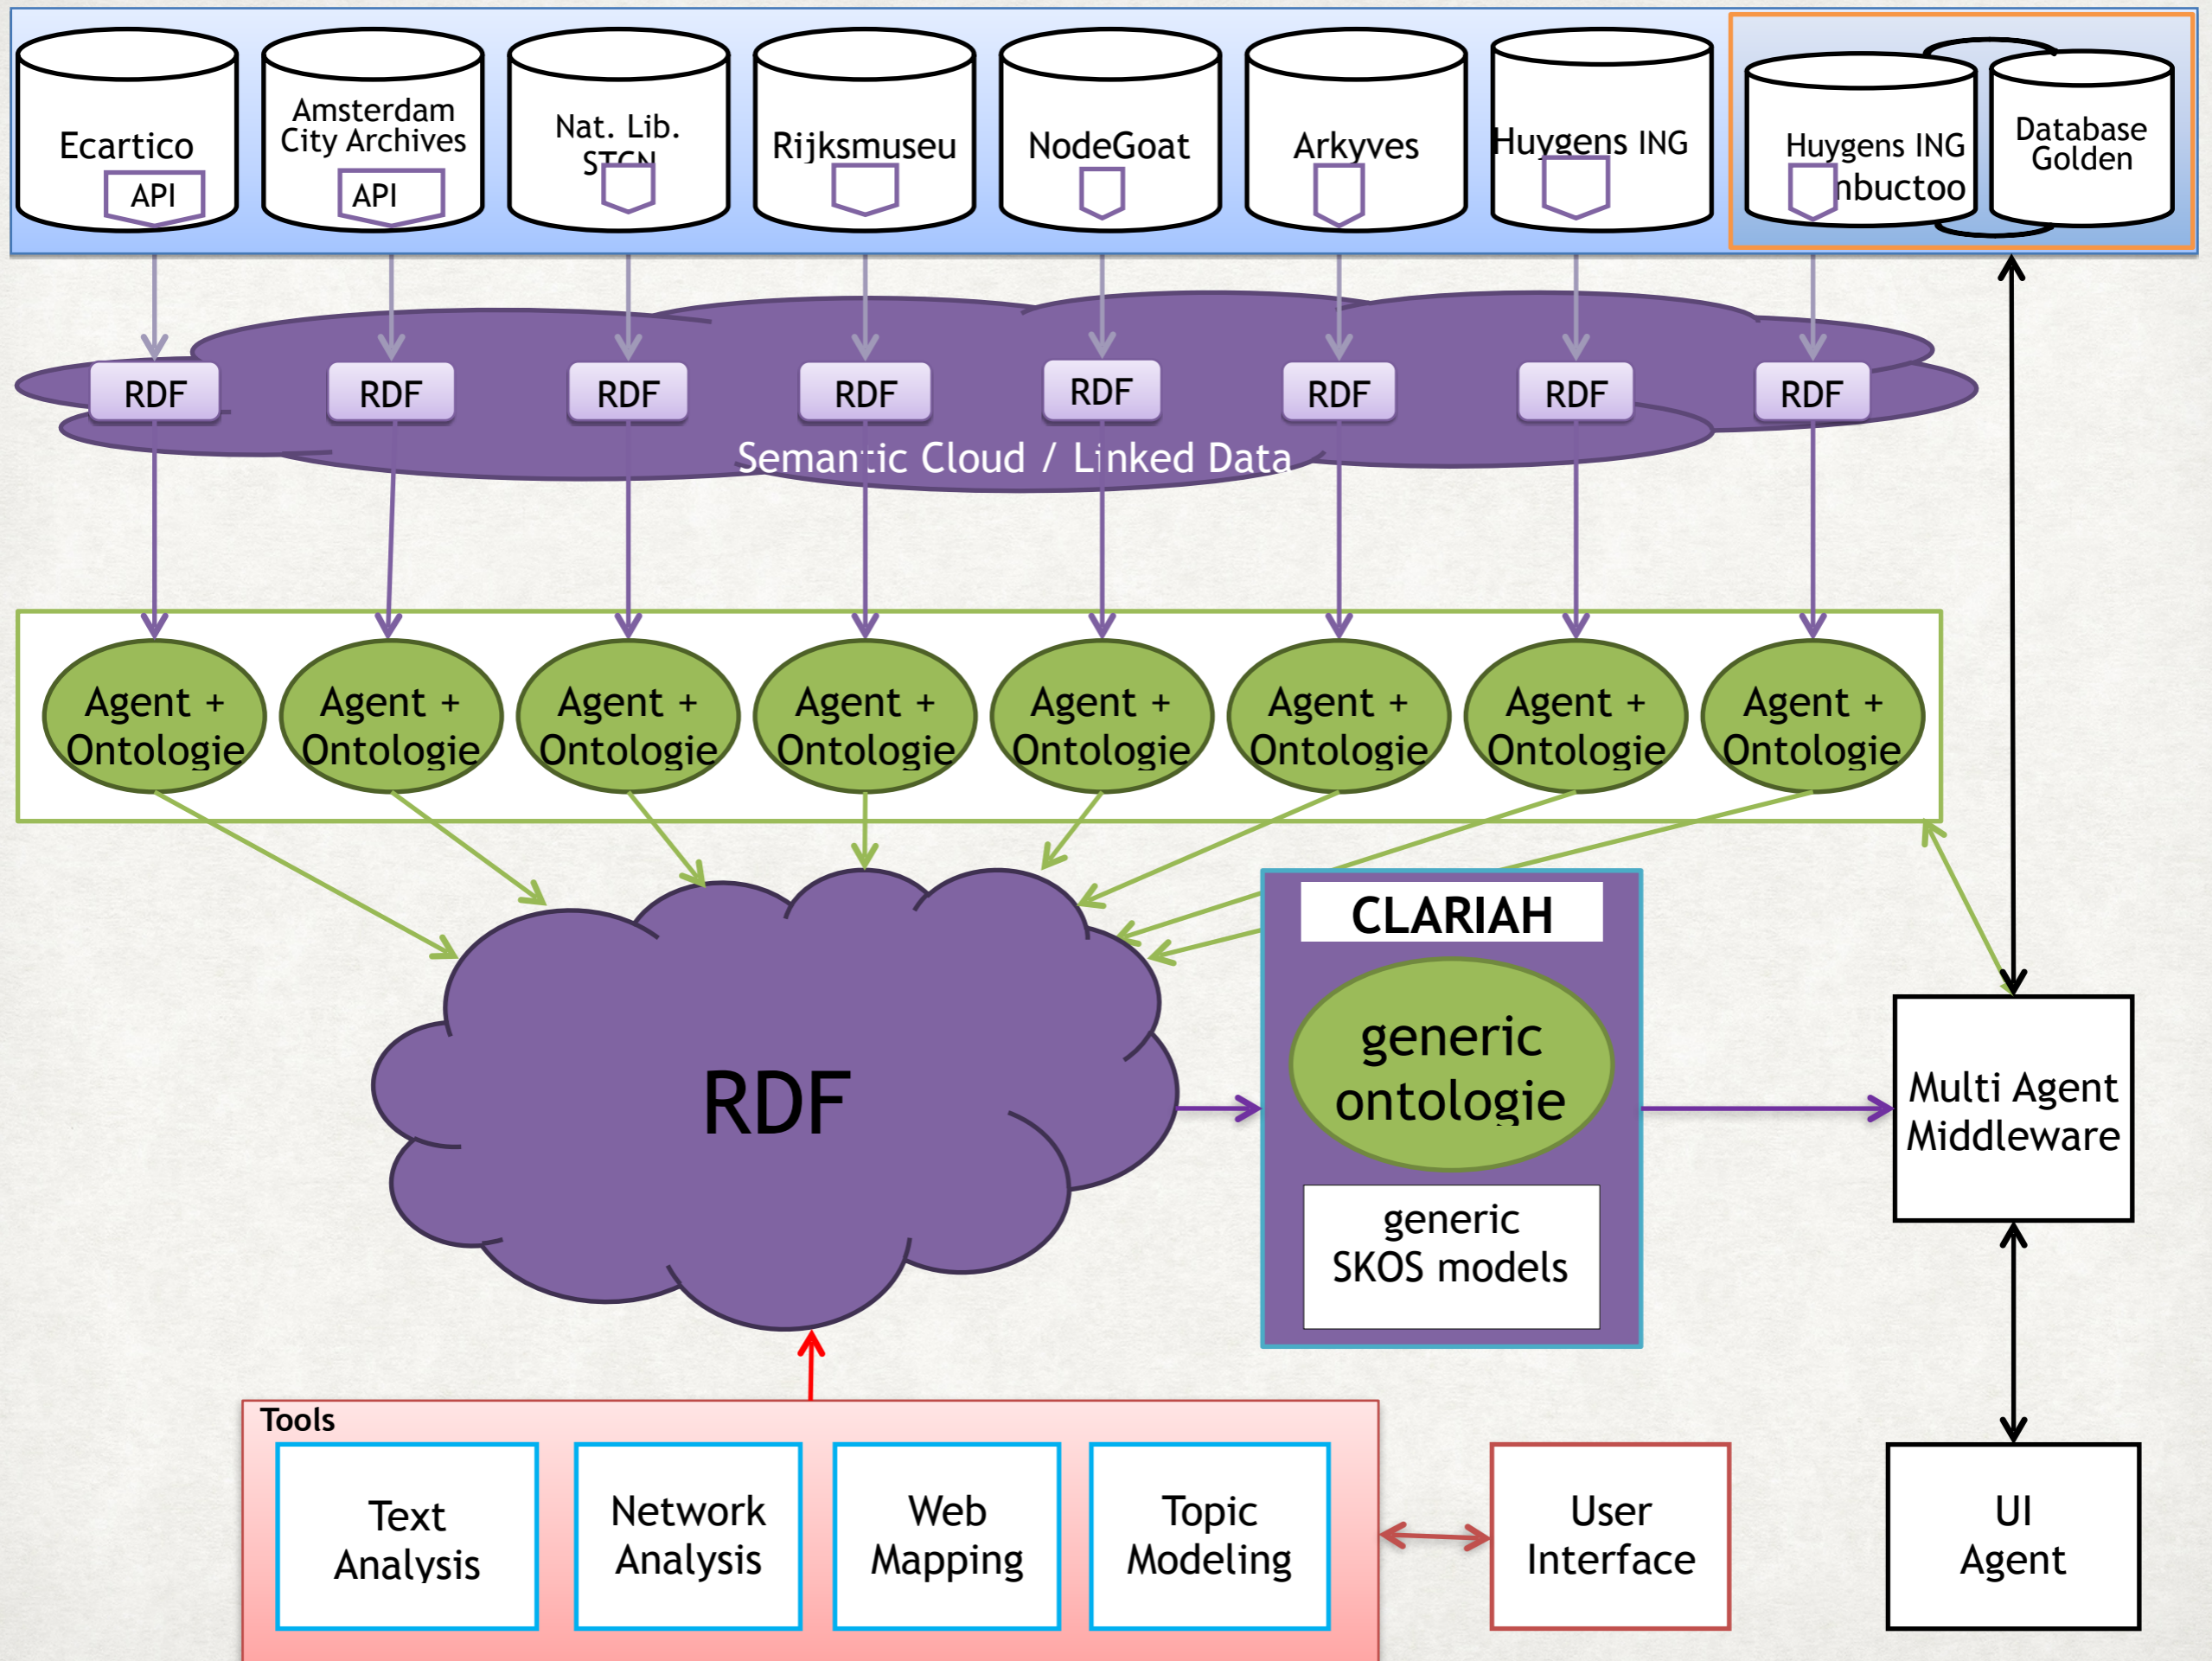 Ecartico
API
Amsterdam
City Archives
API
Nat. Lib.
STCN
Rijksmuseu
NodeGoat
Arkyves
Huygens ING
Huygens ING
mbuctoo
Database
Golden
RDF
RDF
RDF
RDF
RDF
RDF
RDF
RDF
Semantic Cloud / Linked Data
Agent +
Ontologie
Agent +
Ontologie
Agent +
Ontologie
Agent +
Ontologie
Agent +
Ontologie
Agent +
Ontologie
Agent +
Ontologie
Agent +
Ontologie
RDF
CLARIAH
generic
ontologie
generic
SKOS models
Multi Agent
Middleware
Tools
Text
Analysis
Network
Analysis
Web
Mapping
Topic
Modeling
User
Interface
UI
Agent